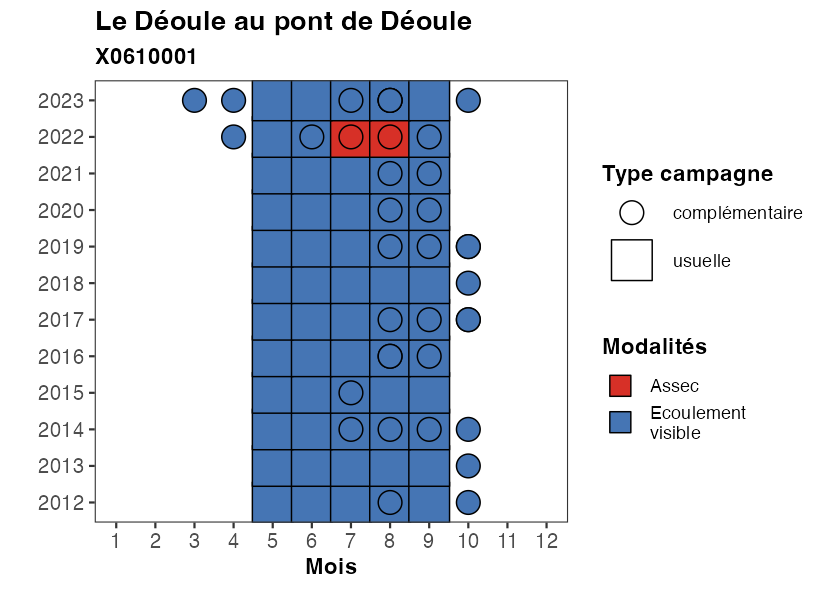 Le Déoule au pont de Déoule
X0610001
2023
2022
2021
2020
2019
2018
2017
2016
2015
2014
2013
2012
1 2 3 4 5 6 7 8 9 10 11 12
Mois
Type campagne
complémentaire
usuelle
Modalités
Assec
Ecoulement
visible